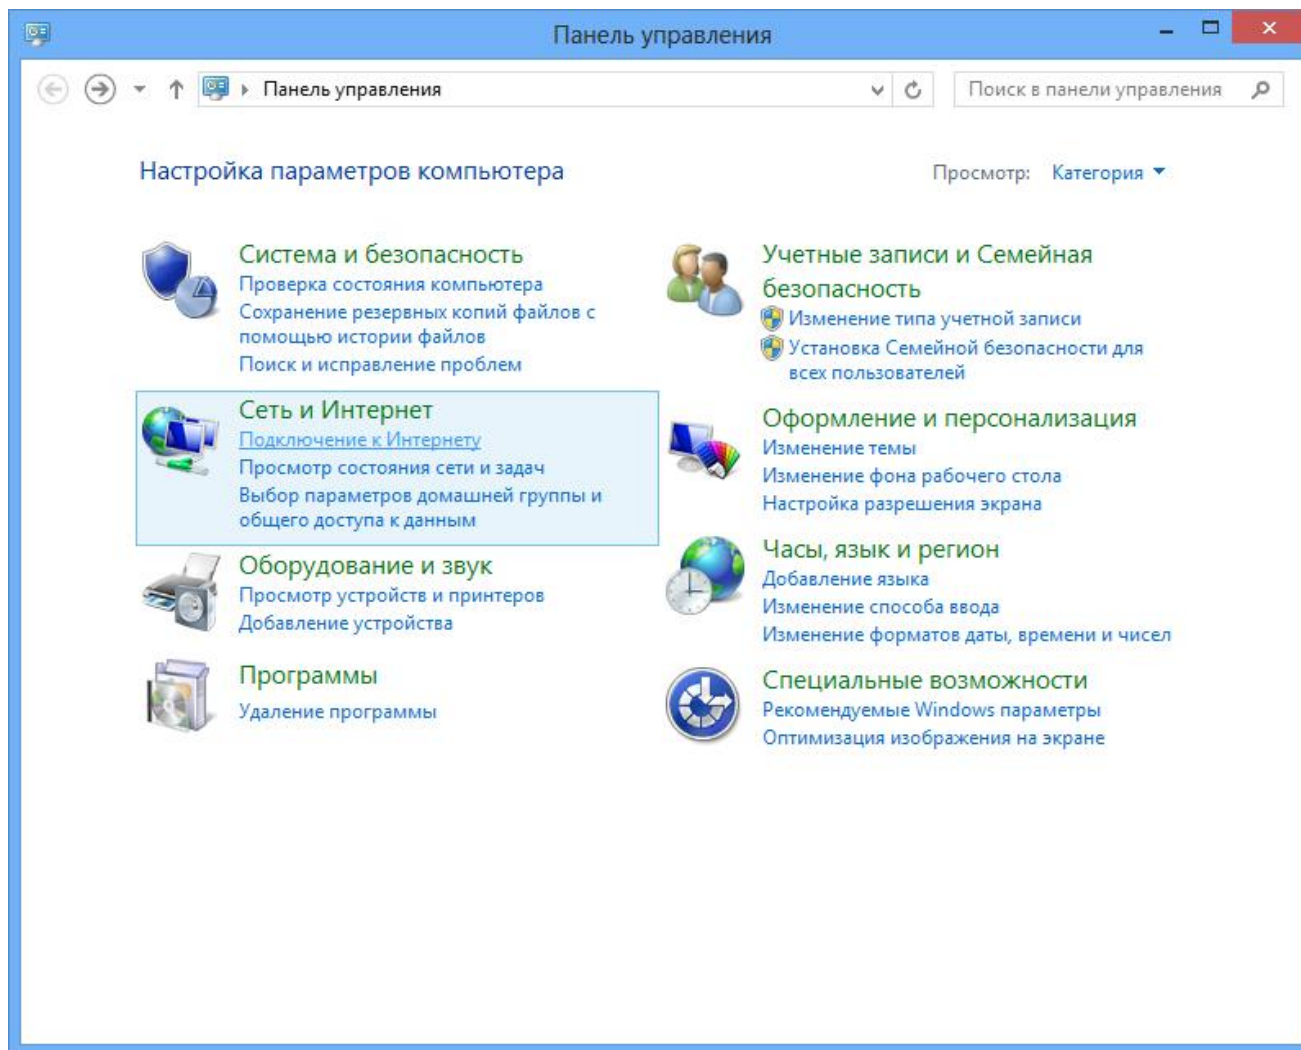 Панель управления
Панель управления
Поиск в панели управления
Настройка параметров компьютера
Просмотр: Категория
Система и безопасность
Проверка состояния компьютера
Сохранение резервных копий файлов с
помощью истории файлов
Поиск и исправление проблем
Сеть и Интернет
Подключение к Интернету
Просмотр состояния сети и задач
Выбор параметров домашней группы и
общего доступа к данным
Оборудование и звук
Просмотр устройств и принтеров
Добавление устройства
Программы
Удаление программы
Учетные записи и Семейная
безопасность
Изменение типа учетной записи
Установка Семейной безопасности для
всех пользователей
Оформление и персонализация
Изменение темы
Изменение фона рабочего стола
Настройка разрешения экрана
Часы, язык и регион
Добавление языка
Изменение способа ввода
Изменение форматов даты, времени и чисел
Специальные возможности
Рекомендуемые Windows параметры
Оптимизация изображения на экране